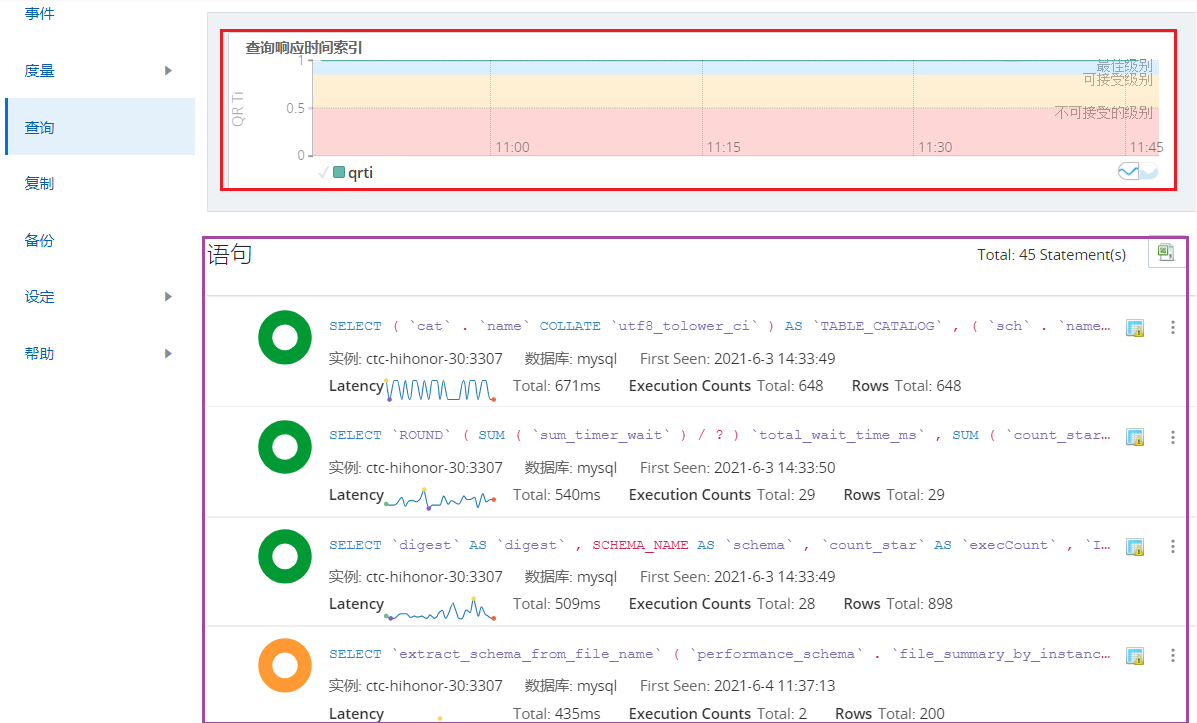 事件
度量
查询
复制
备份
设定
帮助
查询响应时间索引
1
0.5
0
QR Ti
最佳级别
可接受级别
不可接受的级别
11:00 11:15 11:30 11:45
qrti
语句
Total: 45 Statement(s)
SELECT ( `cat` . `name` COLLATE `utf8_tolower_ci` ) AS `TABLE_CATALOG` , ( `sch` . `name...
实例: ctc-hihonor-30:3307 数据库: mysql First Seen: 2021-6-3 14:33:49
Latency Total: 671ms Execution Counts Total: 648 Rows Total: 648
SELECT `ROUND` ( SUM ( `sum_timer_wait` ) / ? ) `total_wait_time_ms` , SUM ( `count_star...
实例: ctc-hihonor-30:3307 数据库: mysql First Seen: 2021-6-3 14:33:50
Latency Total: 540ms Execution Counts Total: 29 Rows Total: 29
SELECT `digest` AS `digest` , SCHEMA_NAME AS `schema` , `count_star` AS `execCount` , `I...
实例: ctc-hihonor-30:3307 数据库: mysql First Seen: 2021-6-3 14:33:49
Latency Total: 509ms Execution Counts Total: 28 Rows Total: 898
SELECT `extract_schema_from_file_name` ( `performance_schema` . `file_summary_by_instanc...
实例: ctc-hihonor-30:3307 数据库: mysql First Seen: 2021-6-4 11:37:13
Latency Total: 435ms Execution Counts Total: 2 Rows Total: 200